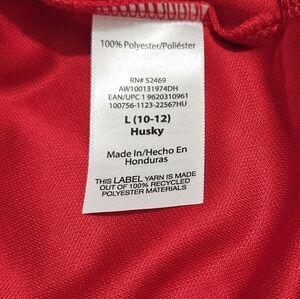 100% Polyester/Poliéster
RN# 52469
AW100131974DH
EAN/UPC 1 9620310961
100756-1123-22567HU
L (10-12)
Husky
Made In/Hecho En
Honduras
THIS LABEL YARN IS MADE
OUT OF 100% RECYCLED
POLYESTER MATERIALS